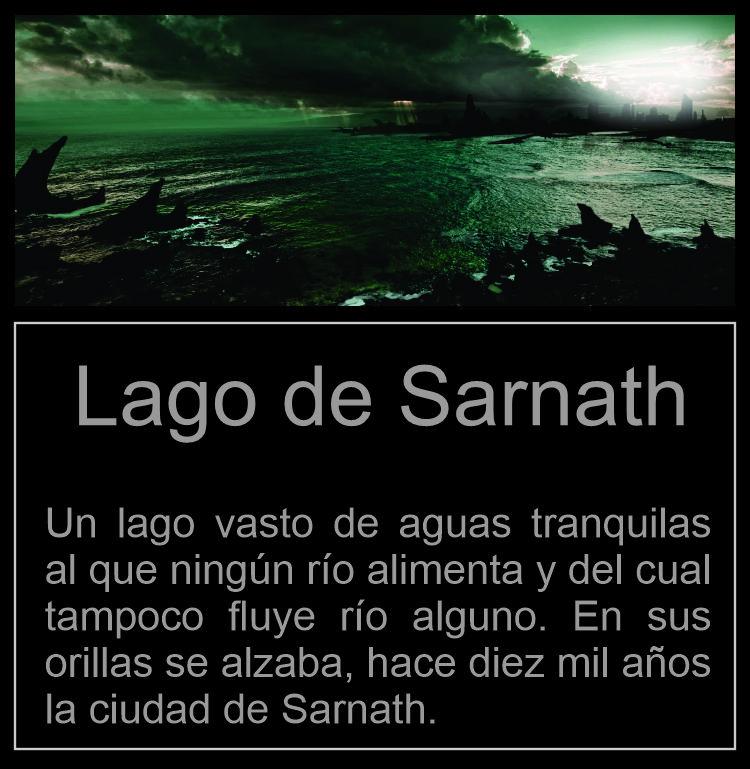 Lago de Sarnath
Un lago vasto de aguas tranquilas
al que ningún río alimenta y del cual
tampoco fluye río alguno. En sus
orillas se alzaba, hace diez mil años
la ciudad de Sarnath.